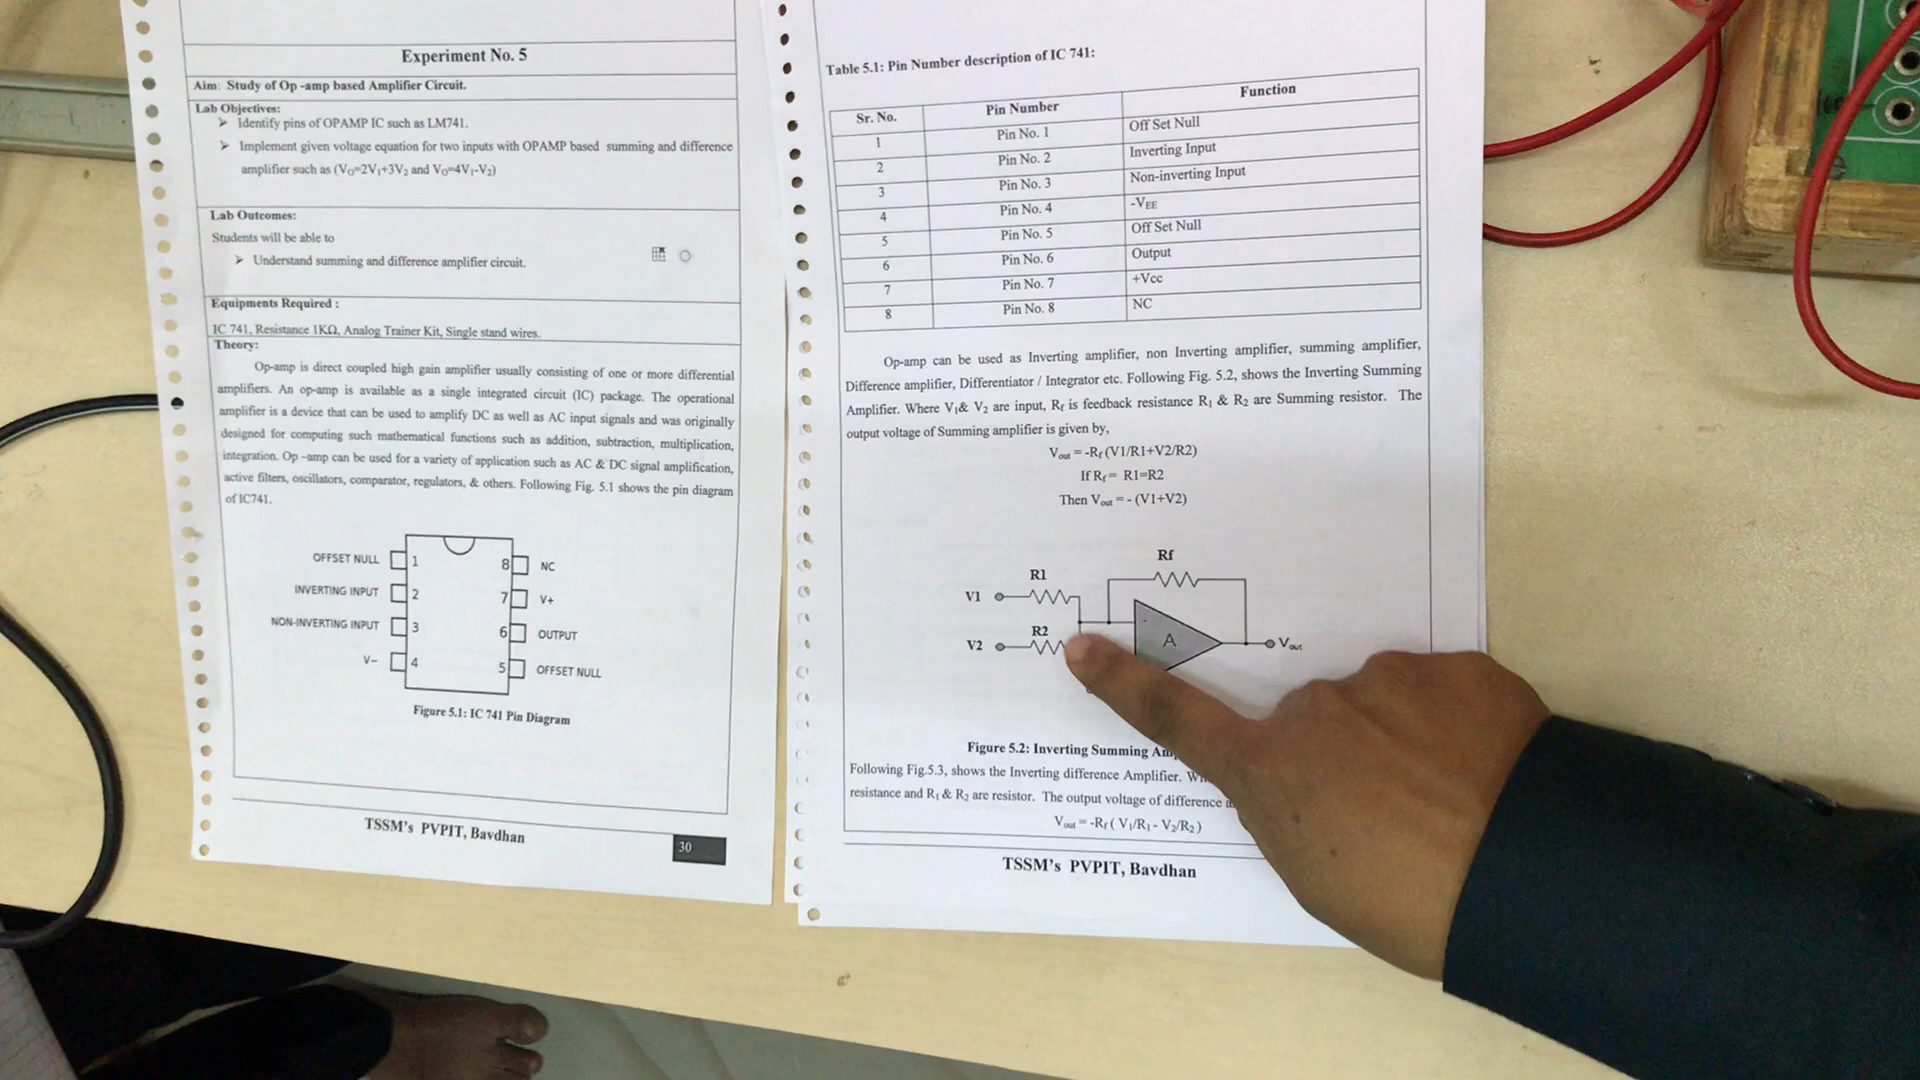 Experiment No. 5
Aim: Study of Op -amp based Amplifier Circuit.
Lab Objectives:
➢ Identify pins of OPAMP IC such as LM741.
➢ Implement given voltage equation for two inputs with OPAMP based summing and difference
amplifier such as (VO=2V1+3V2 and VO=4V1-V2)
Lab Outcomes:
Students will be able to
➢ Understand summing and difference amplifier circuit.
Equipments Required :
IC 741, Resistance 1KΩ, Analog Trainer Kit, Single stand wires.
Theory:
Op-amp is direct coupled high gain amplifier usually consisting of one or more differential
amplifiers. An op-amp is available as a single integrated circuit (IC) package. The operational
amplifier is a device that can be used to amplify DC as well as AC input signals and was originally
designed for computing such mathematical functions such as addition, subtraction, multiplication,
integration. Op –amp can be used for a variety of application such as AC & DC signal amplification,
active filters, oscillators, comparator, regulators, & others. Following Fig. 5.1 shows the pin diagram
of IC741.
OFFSET NULL 1 8 NC
INVERTING INPUT 2 7 V+
NON-INVERTING INPUT 3 6 OUTPUT
V− 4 5 OFFSET NULL
Figure 5.1: IC 741 Pin Diagram
TSSM's PVPIT, Bavdhan
30
Table 5.1: Pin Number description of IC 741:
Sr. No. Pin Number Function
1 Pin No. 1 Off Set Null
2 Pin No. 2 Inverting Input
3 Pin No. 3 Non-inverting Input
4 Pin No. 4 -VEE
5 Pin No. 5 Off Set Null
6 Pin No. 6 Output
7 Pin No. 7 +Vcc
8 Pin No. 8 NC
Op-amp can be used as Inverting amplifier, non Inverting amplifier, summing amplifier,
Difference amplifier, Differentiator / Integrator etc. Following Fig. 5.2, shows the Inverting Summing
Amplifier. Where V1& V2 are input, Rf is feedback resistance R1 & R2 are Summing resistor. The
output voltage of Summing amplifier is given by,
Vout = -Rf (V1/R1+V2/R2)
If Rf = R1=R2
Then Vout = - (V1+V2)
Rf
R1
V1
R2
V2
- A
Vout
Figure 5.2: Inverting Summing
Following Fig.5.3, shows the Inverting difference Amplifier.
resistance and R1 & R2 are resistor. The output voltage of difference
Vout = -Rf ( V1/R1 - V2/R2 )
TSSM's PVPIT, Bavdhan